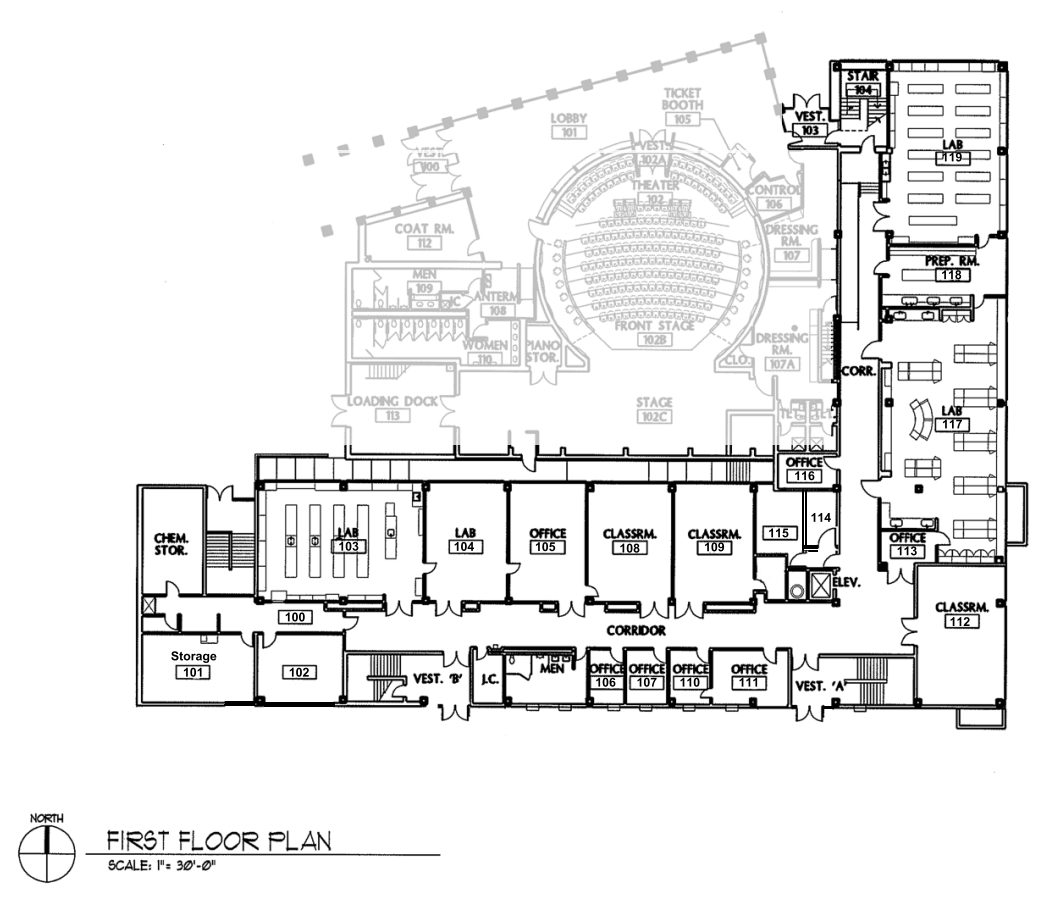 STAIR
104
TICKET
BOOTH
105
LOBBY
101
VEST.
103
VEST.
100
VEST.
102A
LAB
119
THEATER
102
CONTROL
106
COAT RM.
112
DRESSING
RM.
107
PREP. RM.
118
MEN
109
JC
ANTERM
108
FRONT STAGE
102B
WOMEN
110
PIANO
STOR.
CLO.
DRESSING
RM.
107A
CORR.
LOADING DOCK
113
STAGE
102C
LAB
117
OFFICE
116
CHEM.
STOR.
LAB
103
LAB
104
OFFICE
105
CLASSRM.
108
CLASSRM.
109
115
114
OFFICE
113
ELEV.
100
CORRIDOR
CLASSRM.
112
Storage
101
102
VEST. 'B'
J.C.
MEN
OFFICE
106
OFFICE
107
OFFICE
110
OFFICE
111
VEST. 'A'
NORTH
FIRST FLOOR PLAN
SCALE: 1"= 30'-0"